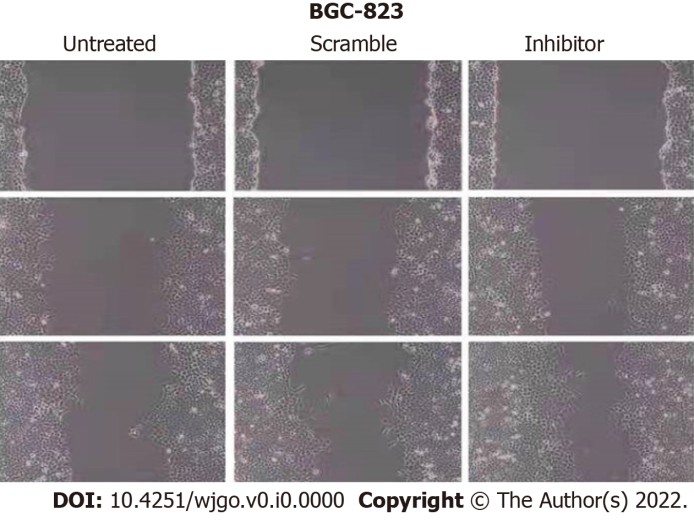 BGC-823
Untreated Scramble Inhibitor
DOI: 10.4251/wjgo.v0.i0.0000 Copyright © The Author(s) 2022.